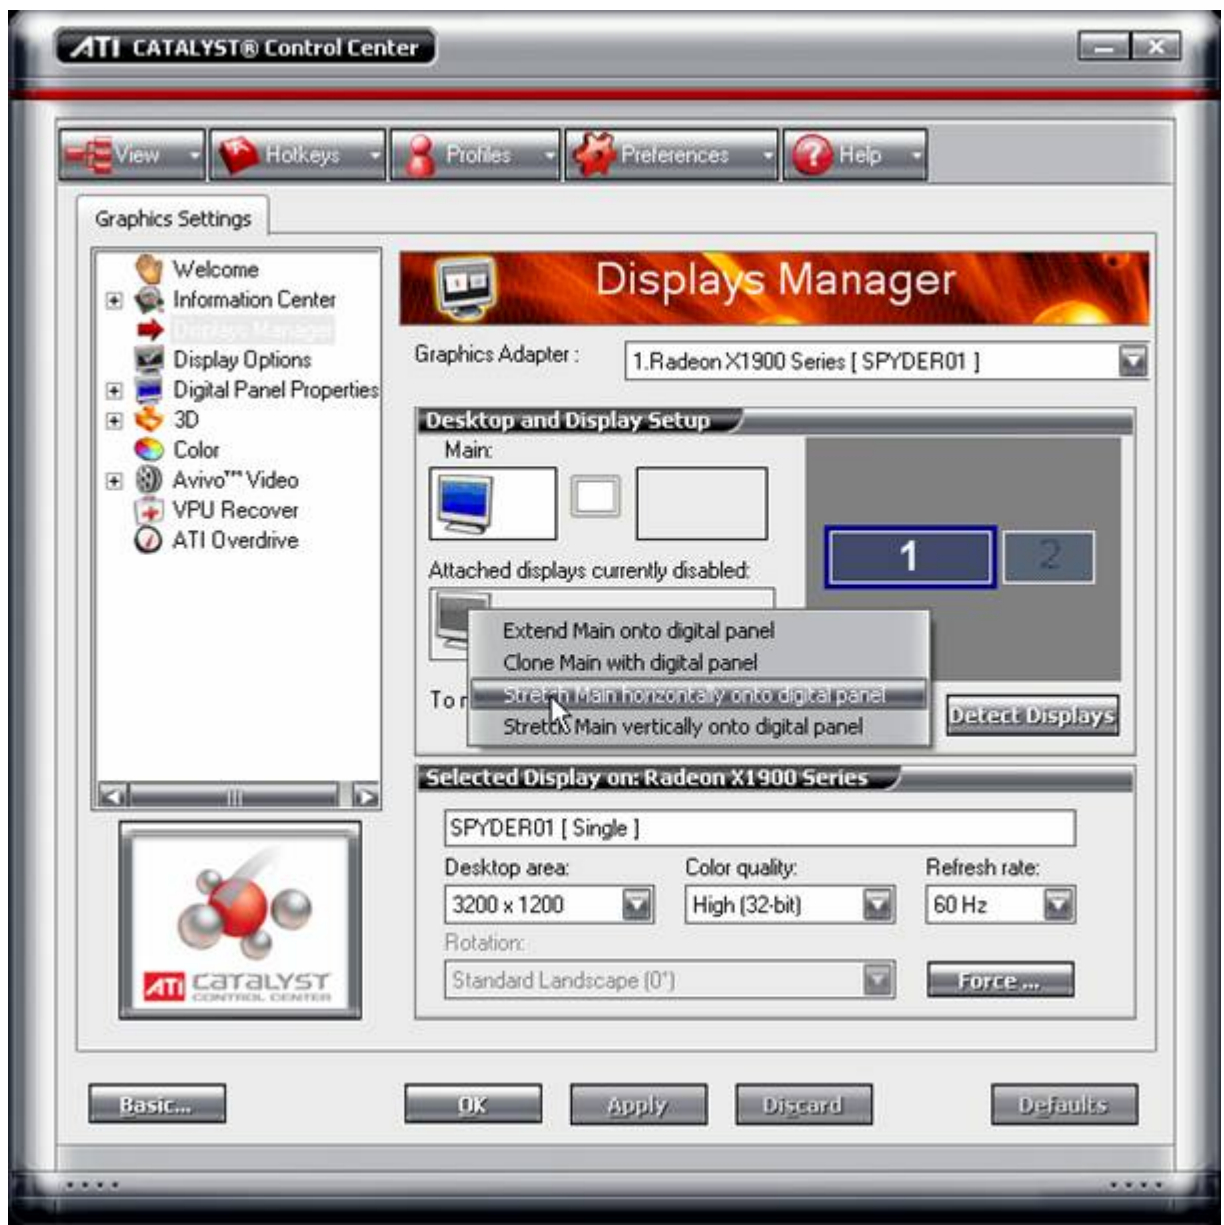 ATI CATALYST® Control Center
View
Hotkeys
Profiles
Preferences
Help
Graphics Settings
Welcome
Information Center
Displays Manager
Display Options
Digital Panel Properties
3D
Color
Avivo™ Video
VPU Recover
ATI Overdrive
Displays Manager
Graphics Adapter :
1.Radeon X1900 Series [ SPYDER01 ]
Desktop and Display Setup
Main:
1
2
Attached displays currently disabled:
Extend Main onto digital panel
Clone Main with digital panel
Stretch Main horizontally onto digital panel
Stretch Main vertically onto digital panel
To r
Detect Displays
Selected Display on: Radeon X1900 Series
SPYDER01 [ Single ]
Desktop area:
Color quality:
Refresh rate:
3200 x 1200
High (32-bit)
60 Hz
Rotation:
Standard Landscape (0°)
Force ...
ATI CATALYST
CONTROL CENTER
Basic...
OK
Apply
Discard
Defaults